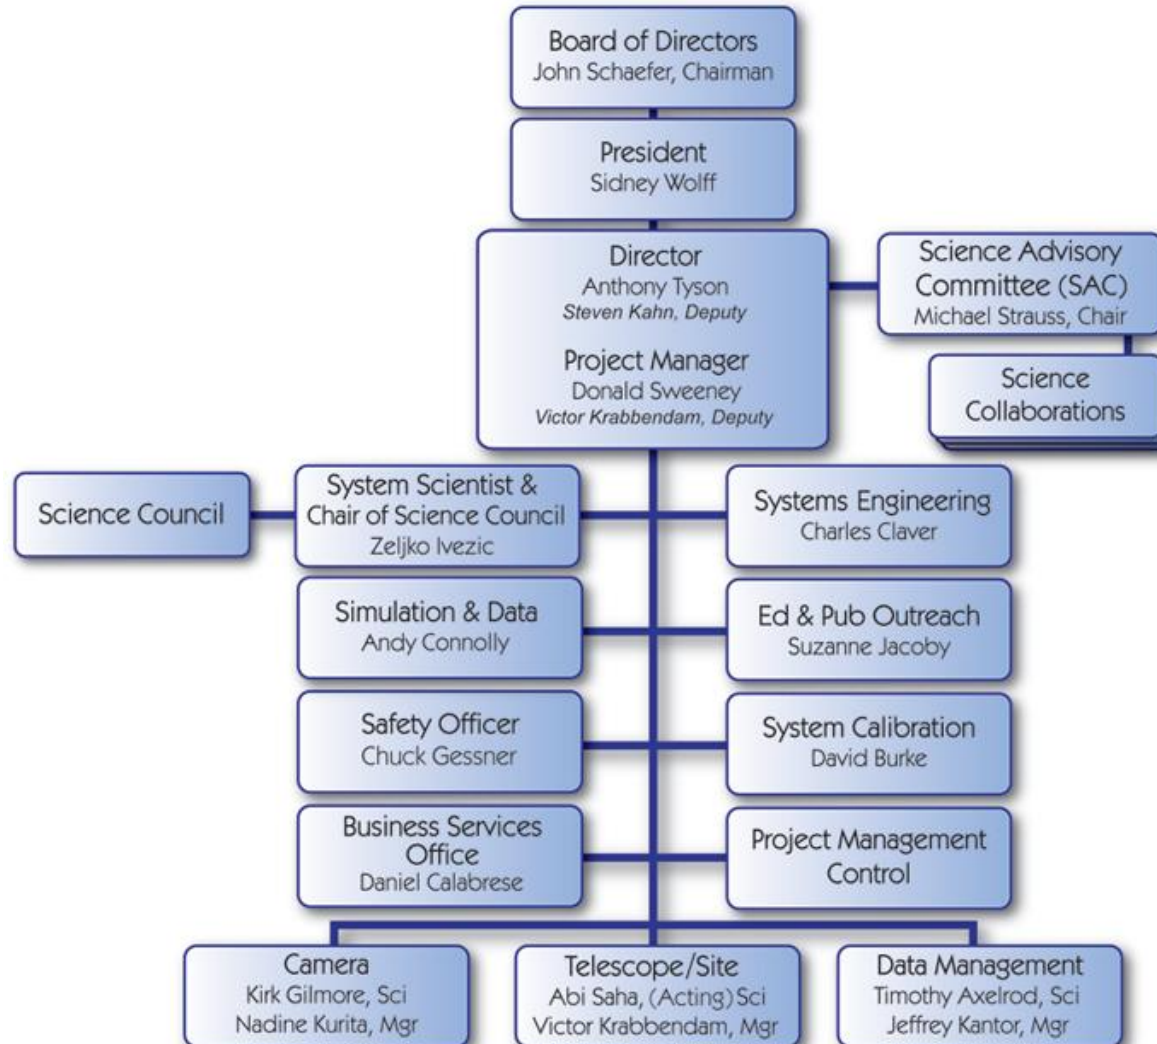 Board of Directors
John Schaefer, Chairman
President
Sidney Wolff
Director
Anthony Tyson
Steven Kahn, Deputy
Project Manager
Donald Sweeney
Victor Krabbendam, Deputy
Science Advisory
Committee (SAC)
Michael Strauss, Chair
Science
Collaborations
Science Council
System Scientist &
Chair of Science Council
Zeljko Ivezic
Systems Engineering
Charles Claver
Simulation & Data
Andy Connolly
Ed & Pub Outreach
Suzanne Jacoby
Safety Officer
Chuck Gessner
System Calibration
David Burke
Business Services
Office
Daniel Calabrese
Project Management
Control
Camera
Kirk Gilmore, Sci
Nadine Kurita, Mgr
Telescope/Site
Abi Saha, (Acting) Sci
Victor Krabbendam, Mgr
Data Management
Timothy Axelrod, Sci
Jeffrey Kantor, Mgr